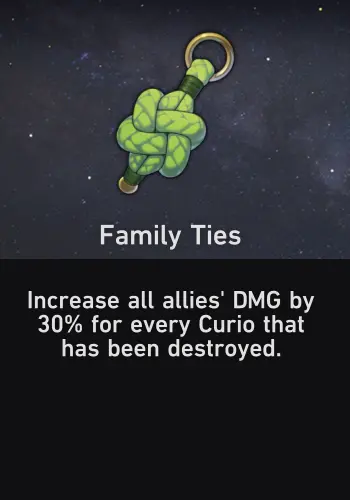 Family Ties
Increase all allies' DMG by
30% for every Curio that
has been destroyed.